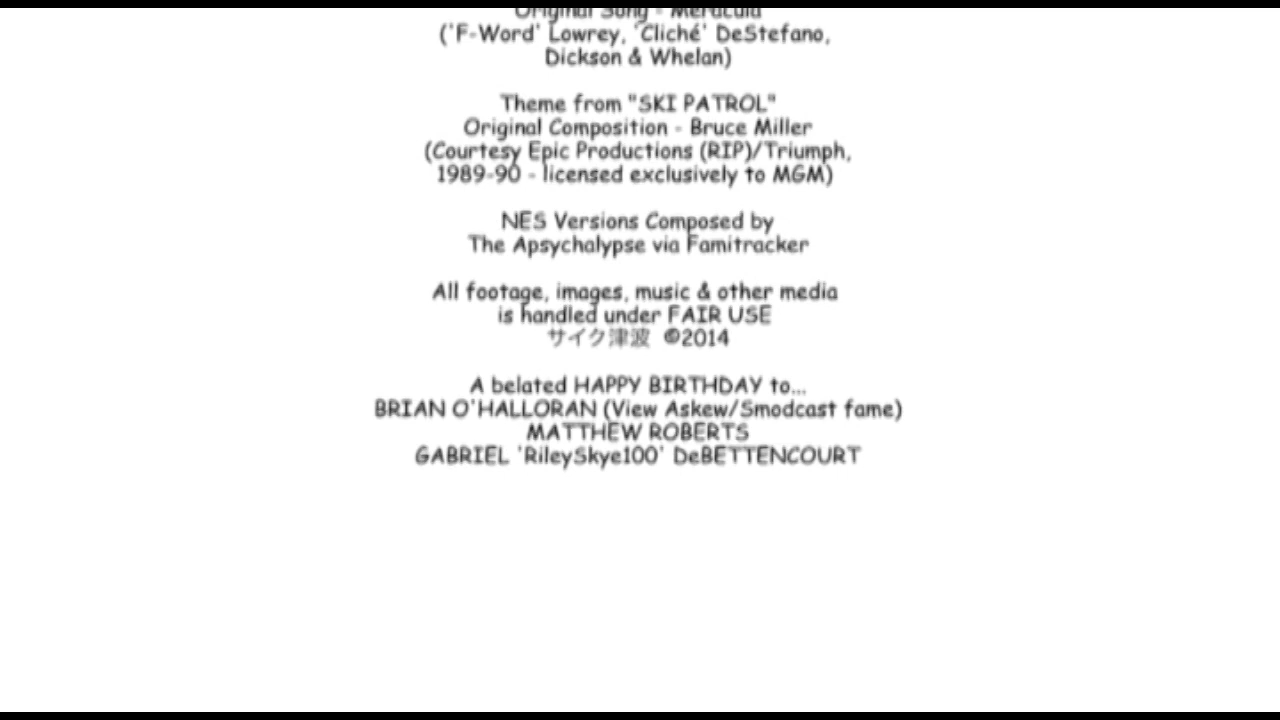 Original Song - Meracula
('F-Word' Lowrey, 'Cliché' DeStefano,
Dickson & Whelan)
Theme from "SKI PATROL"
Original Composition - Bruce Miller
(Courtesy Epic Productions (RIP)/Triumph,
1989-90 - licensed exclusively to MGM)
NES Versions Composed by
The Apsychalypse via Famitracker
All footage, images, music & other media
is handled under FAIR USE
サイク津波 ©2014
A belated HAPPY BIRTHDAY to...
BRIAN O'HALLORAN (View Askew/Smodcast fame)
MATTHEW ROBERTS
GABRIEL 'RileySkye100' DeBETTENCOURT